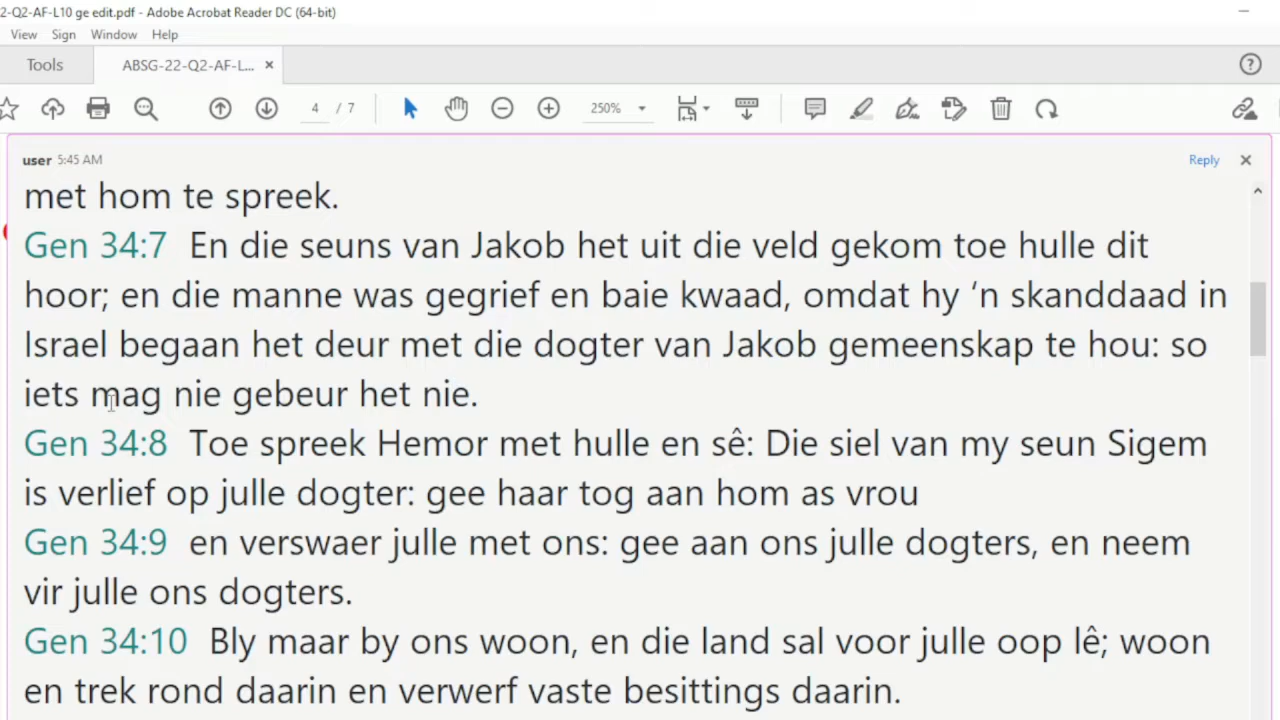 2-Q2-AF-L10 ge edit.pdf - Adobe Acrobat Reader DC (64-bit)
View Sign Window Help
Tools ABSG-22-Q2-AF-L... ×
4 / 7 250%
user 5:45 AM Reply
met hom te spreek.
Gen 34:7 En die seuns van Jakob het uit die veld gekom toe hulle dit
hoor; en die manne was gegrief en baie kwaad, omdat hy ‘n skanddaad in
Israel begaan het deur met die dogter van Jakob gemeenskap te hou: so
iets mag nie gebeur het nie.
Gen 34:8 Toe spreek Hemor met hulle en sê: Die siel van my seun Sigem
is verlief op julle dogter: gee haar tog aan hom as vrou
Gen 34:9 en verswaer julle met ons: gee aan ons julle dogters, en neem
vir julle ons dogters.
Gen 34:10 Bly maar by ons woon, en die land sal voor julle oop lê; woon
en trek rond daarin en verwerf vaste besittings daarin.